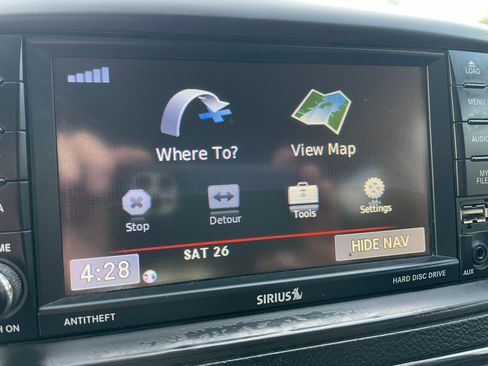 LOAD
MENU
AUDIO
MY
FILE
Where To?
View Map
Stop
Detour
Tools
Settings
SAT 26
4:28
HIDE NAV
ANTITHEFT
SIRIUS
HARD DISC DRIVE
AUX
ON